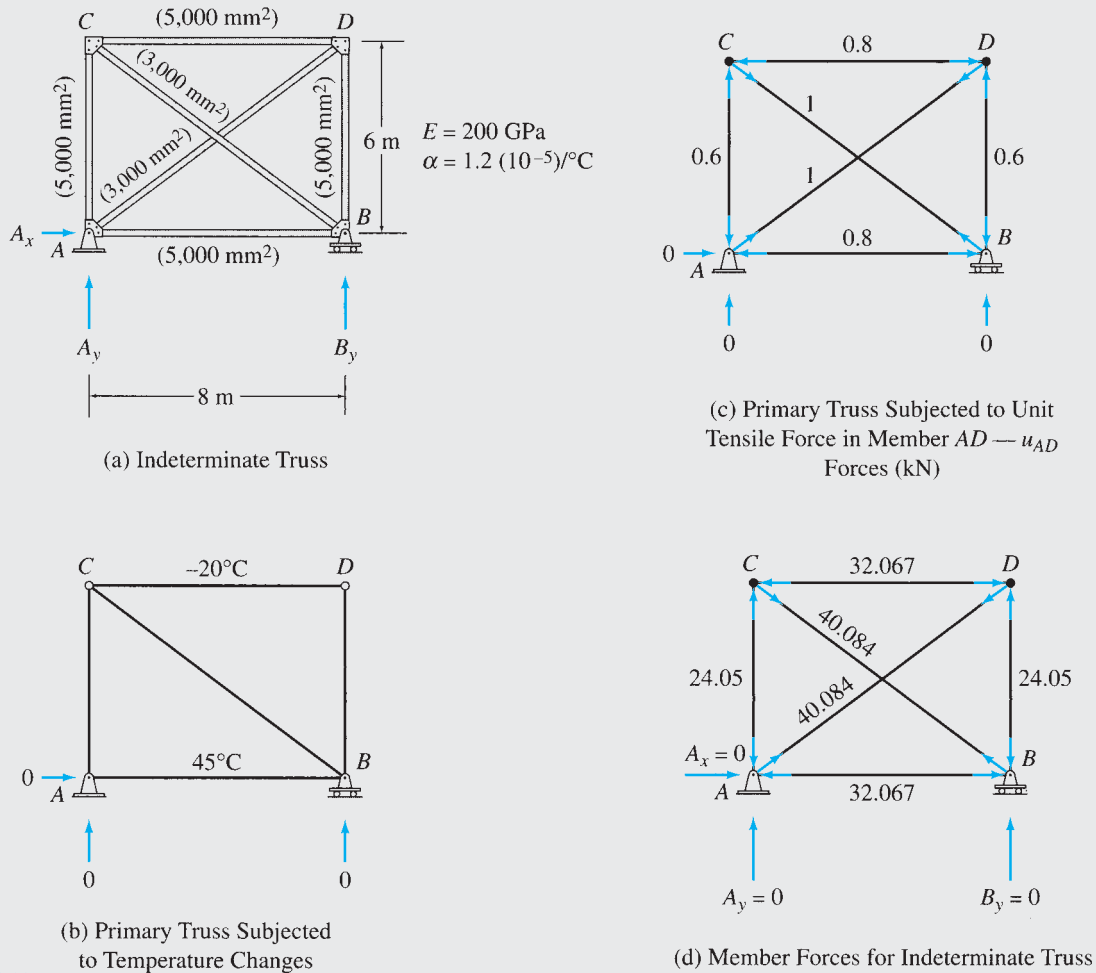 C
(5,000 mm²)
D
(3,000 mm²)
(5,000 mm²)
(3,000 mm²)
(5,000 mm²)
6 m
E = 200 GPa
α = 1.2 (10⁻⁵)/°C
B
Aₓ
A
(5,000 mm²)
A_y
B_y
8 m
(a) Indeterminate Truss
C
0.8
D
1
0.6
1
0.6
0.8
B
0
A
0
0
(c) Primary Truss Subjected to Unit
Tensile Force in Member AD — u_AD
Forces (kN)
C
–20°C
D
45°C
B
0
A
0
0
(b) Primary Truss Subjected
to Temperature Changes
C
32.067
D
40.084
24.05
40.084
24.05
Aₓ = 0
B
A
32.067
A_y = 0
B_y = 0
(d) Member Forces for Indeterminate Truss